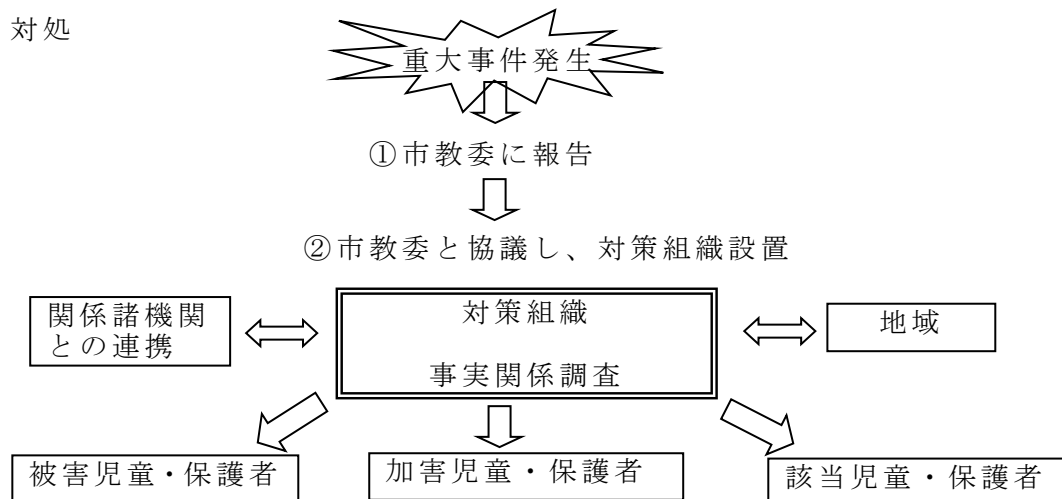 対処
重大事件発生
①市教委に報告
②市教委と協議し、対策組織設置
関係諸機関
との連携
対策組織
事実関係調査
地域
被害児童・保護者
加害児童・保護者
該当児童・保護者